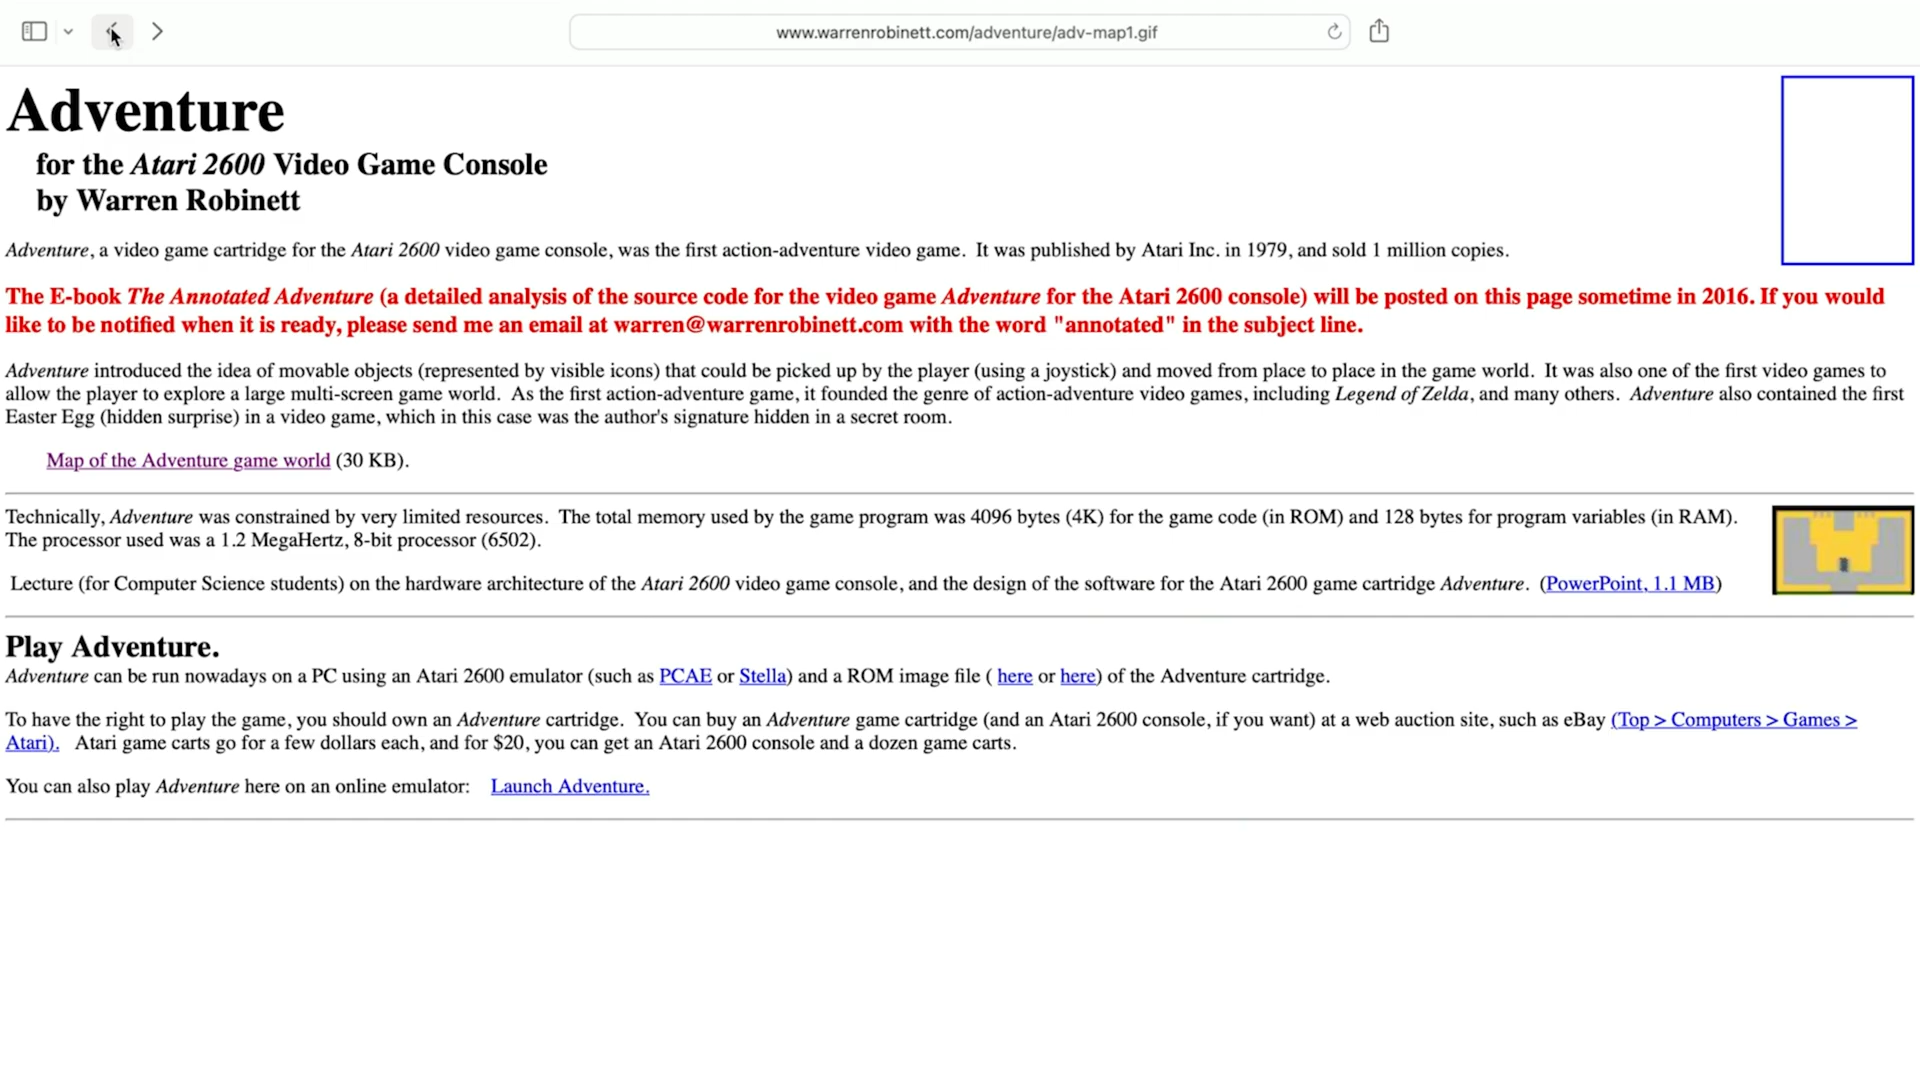 www.warrenrobinett.com/adventure/adv-map1.gif
Adventure
for the Atari 2600 Video Game Console
by Warren Robinett
Adventure, a video game cartridge for the Atari 2600 video game console, was the first action-adventure video game.  It was published by Atari Inc. in 1979, and sold 1 million copies.
The E-book The Annotated Adventure (a detailed analysis of the source code for the video game Adventure for the Atari 2600 console) will be posted on this page sometime in 2016. If you would
like to be notified when it is ready, please send me an email at warren@warrenrobinett.com with the word "annotated" in the subject line.
Adventure introduced the idea of movable objects (represented by visible icons) that could be picked up by the player (using a joystick) and moved from place to place in the game world.  It was also one of the first video games to
allow the player to explore a large multi-screen game world.  As the first action-adventure game, it founded the genre of action-adventure video games, including Legend of Zelda, and many others.  Adventure also contained the first
Easter Egg (hidden surprise) in a video game, which in this case was the author's signature hidden in a secret room.
Map of the Adventure game world (30 KB).
Technically, Adventure was constrained by very limited resources.  The total memory used by the game program was 4096 bytes (4K) for the game code (in ROM) and 128 bytes for program variables (in RAM).
The processor used was a 1.2 MegaHertz, 8-bit processor (6502).
Lecture (for Computer Science students) on the hardware architecture of the Atari 2600 video game console, and the design of the software for the Atari 2600 game cartridge Adventure.  (PowerPoint, 1.1 MB)
Play Adventure.
Adventure can be run nowadays on a PC using an Atari 2600 emulator (such as PCAE or Stella) and a ROM image file ( here or here) of the Adventure cartridge.
To have the right to play the game, you should own an Adventure cartridge.  You can buy an Adventure game cartridge (and an Atari 2600 console, if you want) at a web auction site, such as eBay (Top > Computers > Games >
Atari).   Atari game carts go for a few dollars each, and for $20, you can get an Atari 2600 console and a dozen game carts.
You can also play Adventure here on an online emulator:    Launch Adventure.